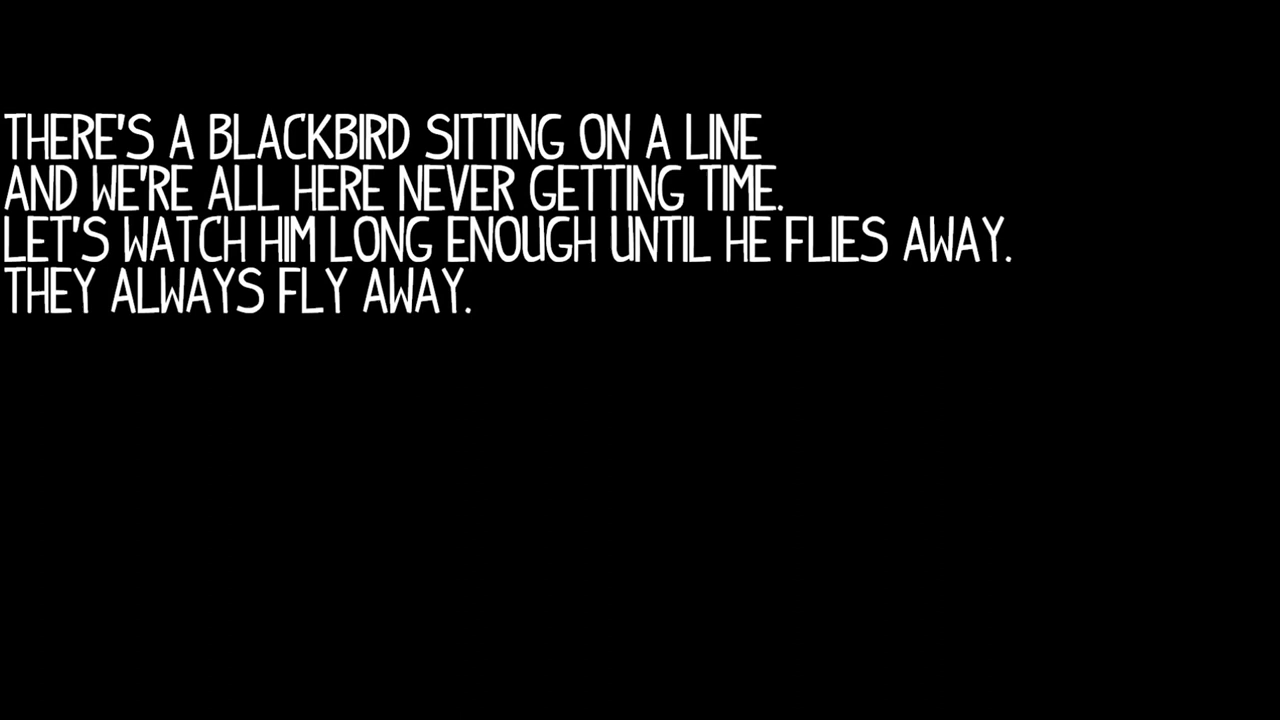 THERE'S A BLACKBIRD SITTING ON A LINE
AND WE'RE ALL HERE NEVER GETTING TIME.
LET'S WATCH HIM LONG ENOUGH UNTIL HE FLIES AWAY.
THEY ALWAYS FLY AWAY.